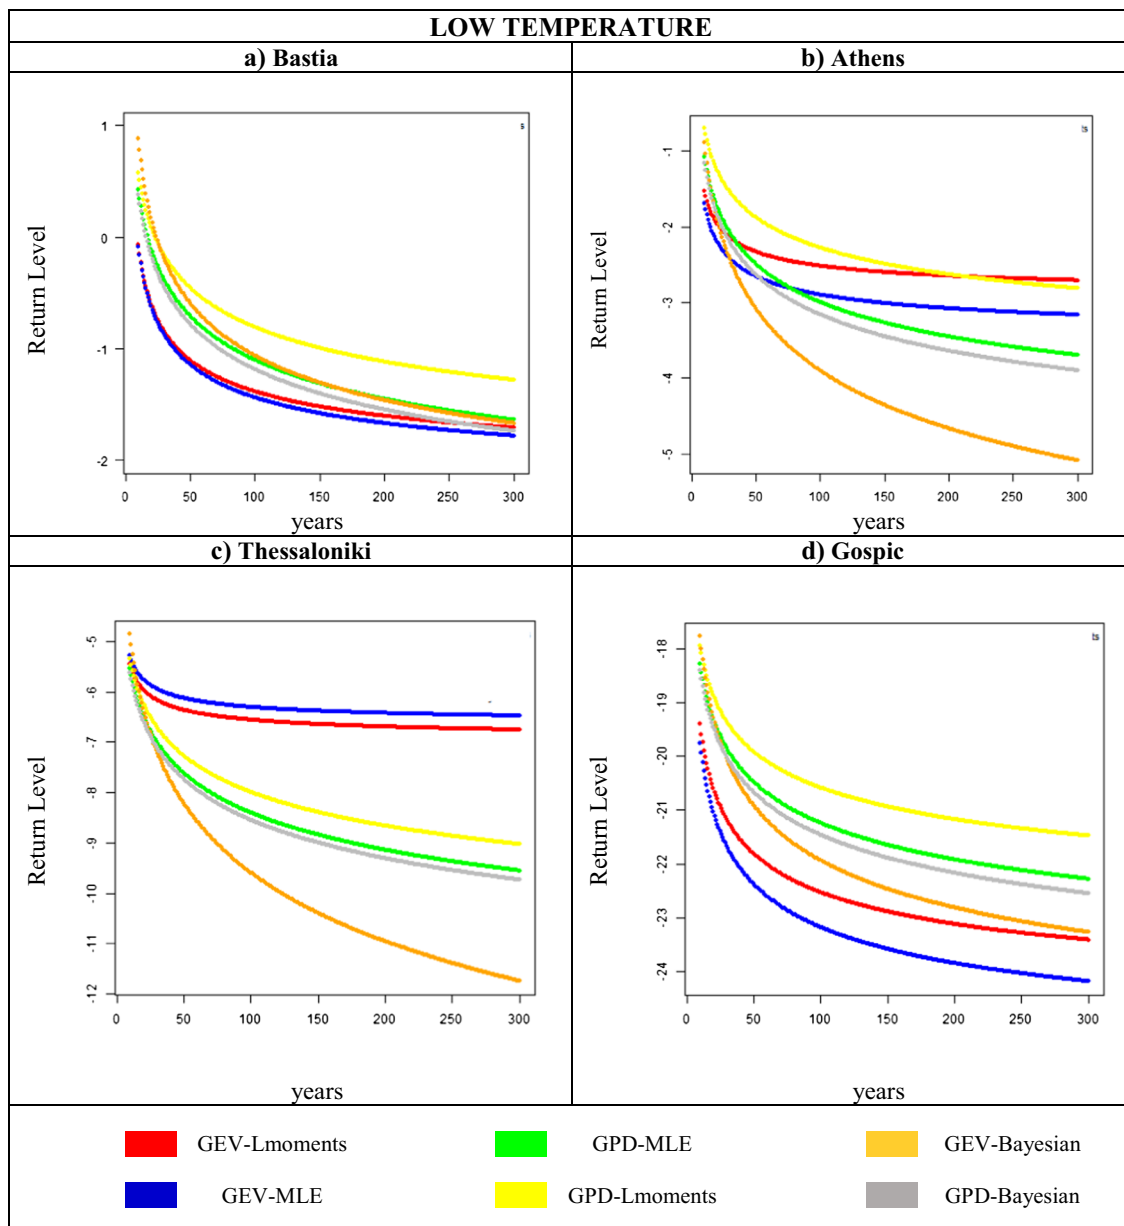 LOW TEMPERATURE
a) Bastia
b) Athens
Return Level
1
0
-1
-2
s
0 50 100 150 200 250 300
years
Return Level
-1
-2
-3
-4
-5
ts
0 50 100 150 200 250 300
years
c) Thessaloniki
d) Gospic
Return Level
-5
-6
-7
-8
-9
-10
-11
-12
0 50 100 150 200 250 300
years
Return Level
-18
-19
-20
-21
-22
-23
-24
ts
0 50 100 150 200 250 300
years
GEV-Lmoments GPD-MLE GEV-Bayesian
GEV-MLE GPD-Lmoments GPD-Bayesian